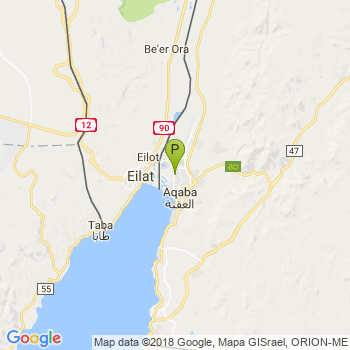 Be'er Ora
12
90
P
47
Eilot
80
Eilat
Aqaba
العقبة
Taba
طابا
55
Map data ©2018 Google, Mapa GISrael, ORION-ME